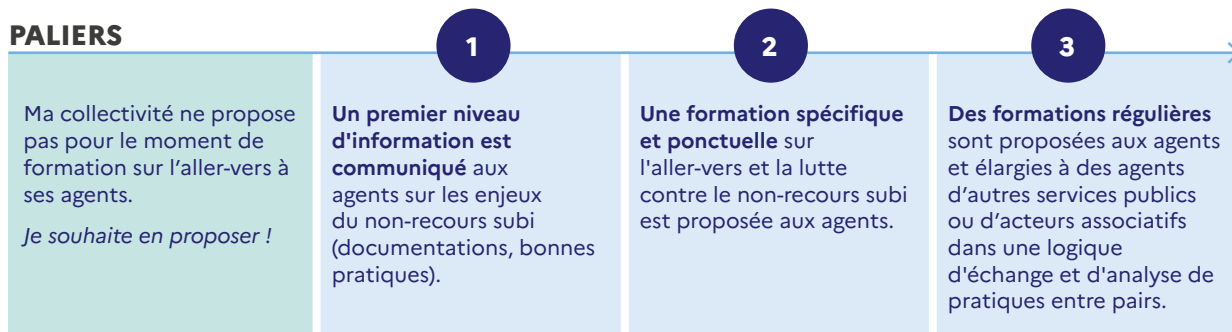 PALIERS
Ma collectivité ne propose
pas pour le moment de
formation sur l’aller-vers à
ses agents.
Je souhaite en proposer !
1
Un premier niveau
d'information est
communiqué aux
agents sur les enjeux
du non-recours subi
(documentations, bonnes
pratiques).
2
Une formation spécifique
et ponctuelle sur
l'aller-vers et la lutte
contre le non-recours subi
est proposée aux agents.
3
Des formations régulières
sont proposées aux agents
et élargies à des agents
d’autres services publics
ou d’acteurs associatifs
dans une logique
d'échange et d'analyse de
pratiques entre pairs.